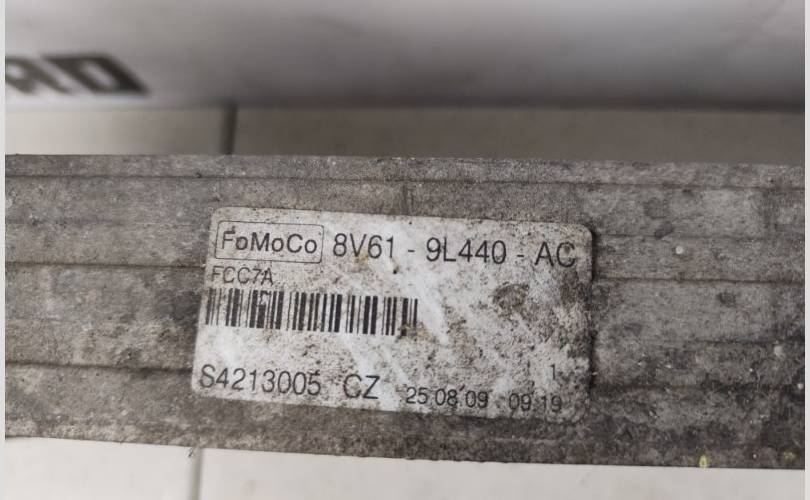 FoMoCo 8V61 - 9L440 - AC
FCC7A
1
S4213005 CZ 25.08.09 09:19